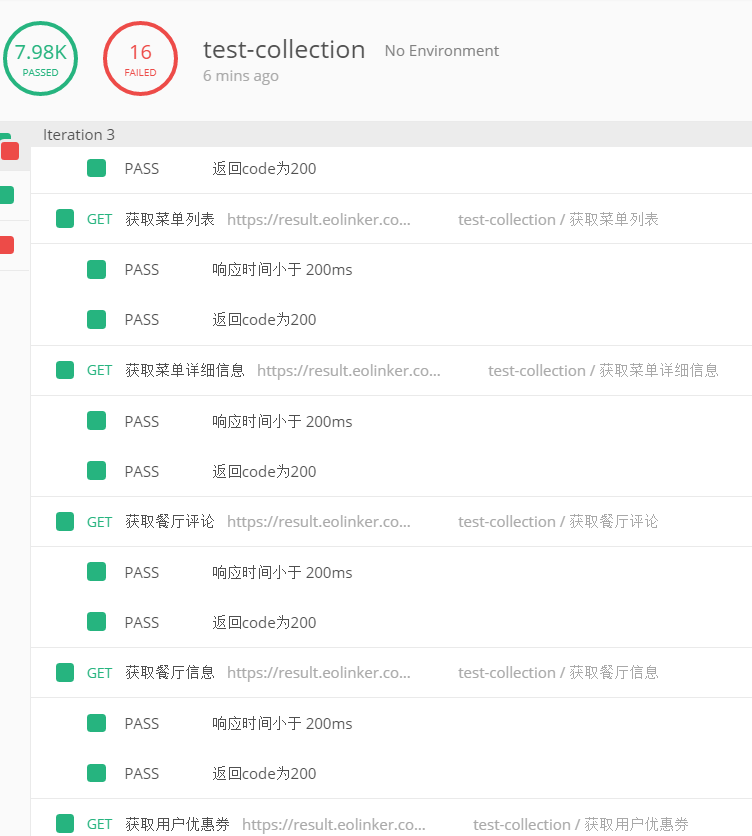 7.98K
PASSED
16
FAILED
test-collection No Environment
6 mins ago
Iteration 3
PASS 返回code为200
GET 获取菜单列表 https://result.eolinker.co... test-collection / 获取菜单列表
PASS 响应时间小于 200ms
PASS 返回code为200
GET 获取菜单详细信息 https://result.eolinker.co... test-collection / 获取菜单详细信息
PASS 响应时间小于 200ms
PASS 返回code为200
GET 获取餐厅评论 https://result.eolinker.co... test-collection / 获取餐厅评论
PASS 响应时间小于 200ms
PASS 返回code为200
GET 获取餐厅信息 https://result.eolinker.co... test-collection / 获取餐厅信息
PASS 响应时间小于 200ms
PASS 返回code为200
GET 获取用户优惠券 https://result.eolinker.co... test-collection / 获取用户优惠券